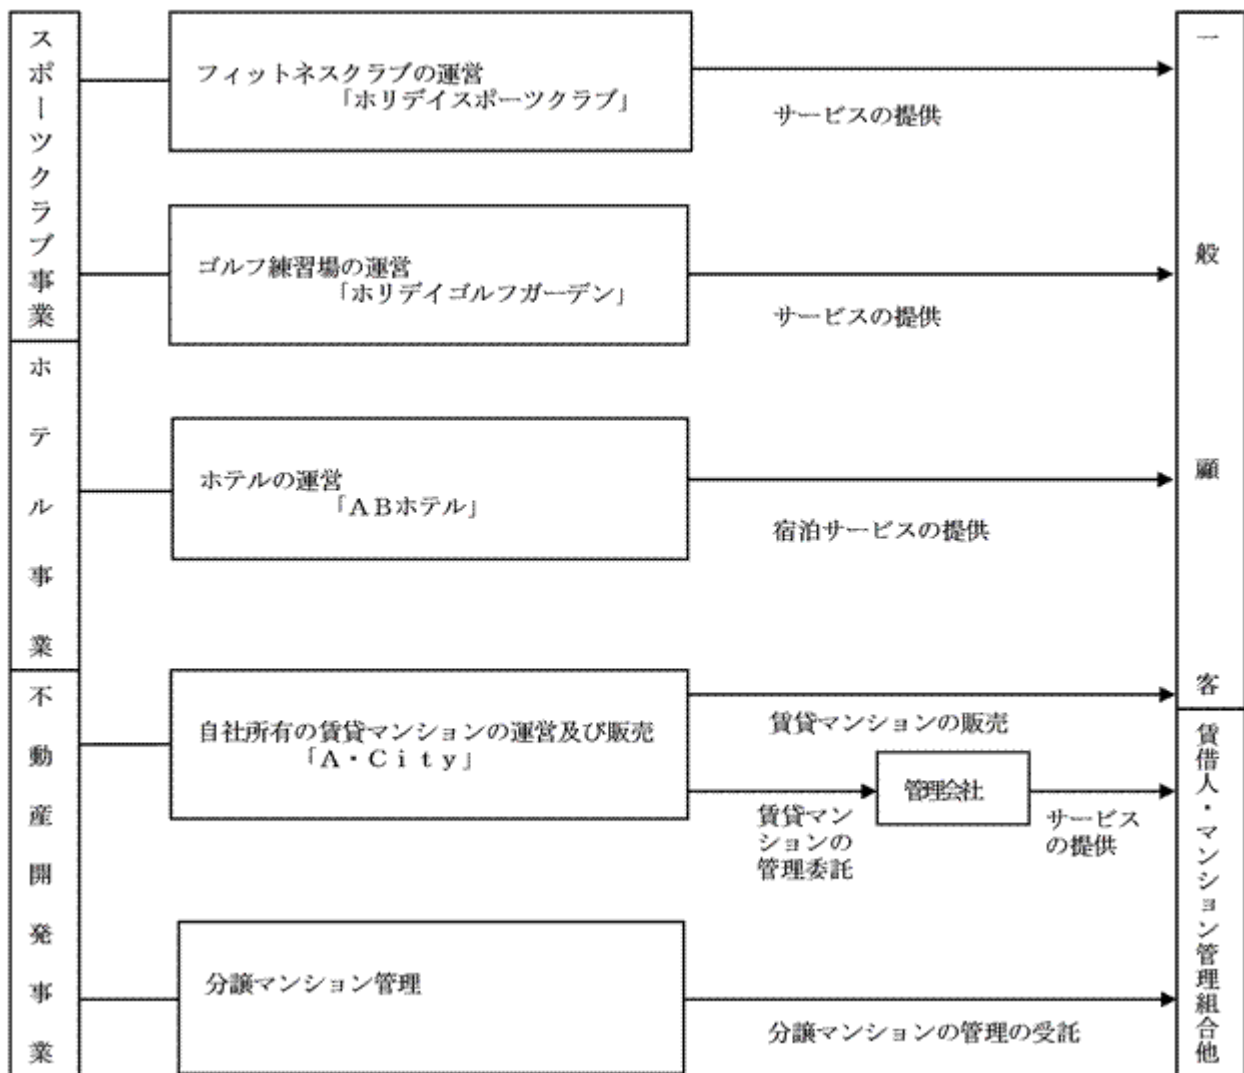 スポーツクラブ事業
フィットネスクラブの運営
「ホリデイスポーツクラブ」
サービスの提供
ゴルフ練習場の運営
「ホリデイゴルフガーデン」
サービスの提供
ホテル事業
ホテルの運営
「ABホテル」
宿泊サービスの提供
不動産開発事業
自社所有の賃貸マンションの運営及び販売
「A・City」
賃貸マンションの販売
賃貸マン
ションの
管理委託
管理会社
サービス
の提供
分譲マンション管理
分譲マンションの管理の受託
一般顧客
賃借人・マンション管理組合他